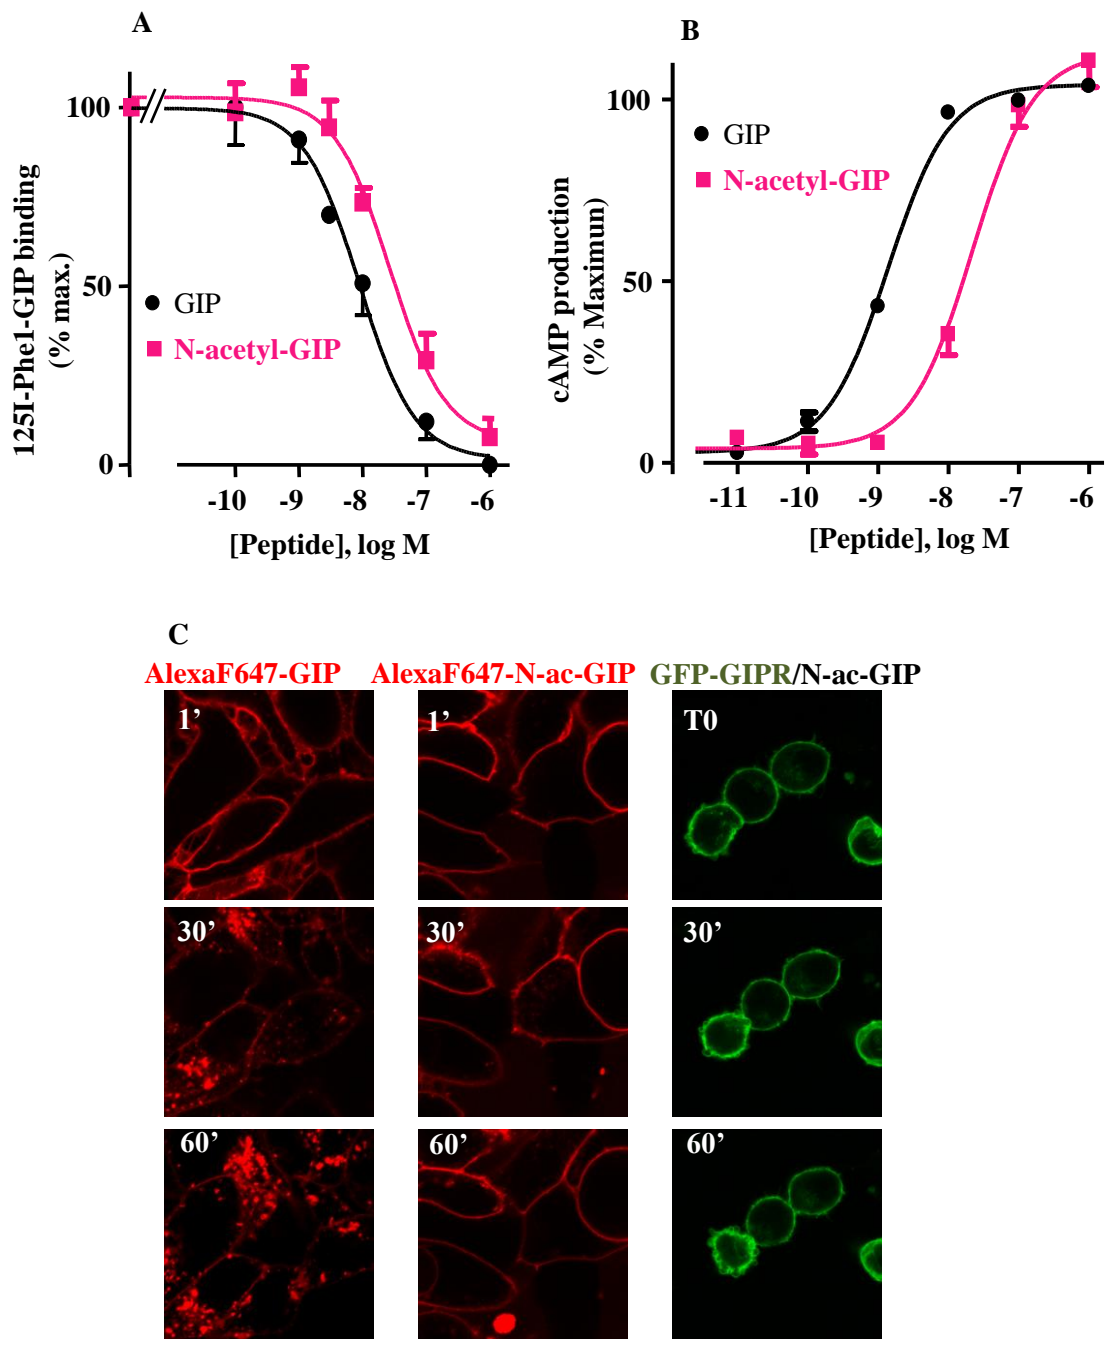 A
125I-Phe1-GIP binding
(% max.)
100
50
0
GIP
N-acetyl-GIP
-10 -9 -8 -7 -6
[Peptide], log M
B
cAMP production
(% Maximun)
100
50
0
GIP
N-acetyl-GIP
-11 -10 -9 -8 -7 -6
[Peptide], log M
C
AlexaF647-GIP AlexaF647-N-ac-GIP GFP-GIPR/N-ac-GIP
1’ 1’ T0
30’ 30’ 30’
60’ 60’ 60’